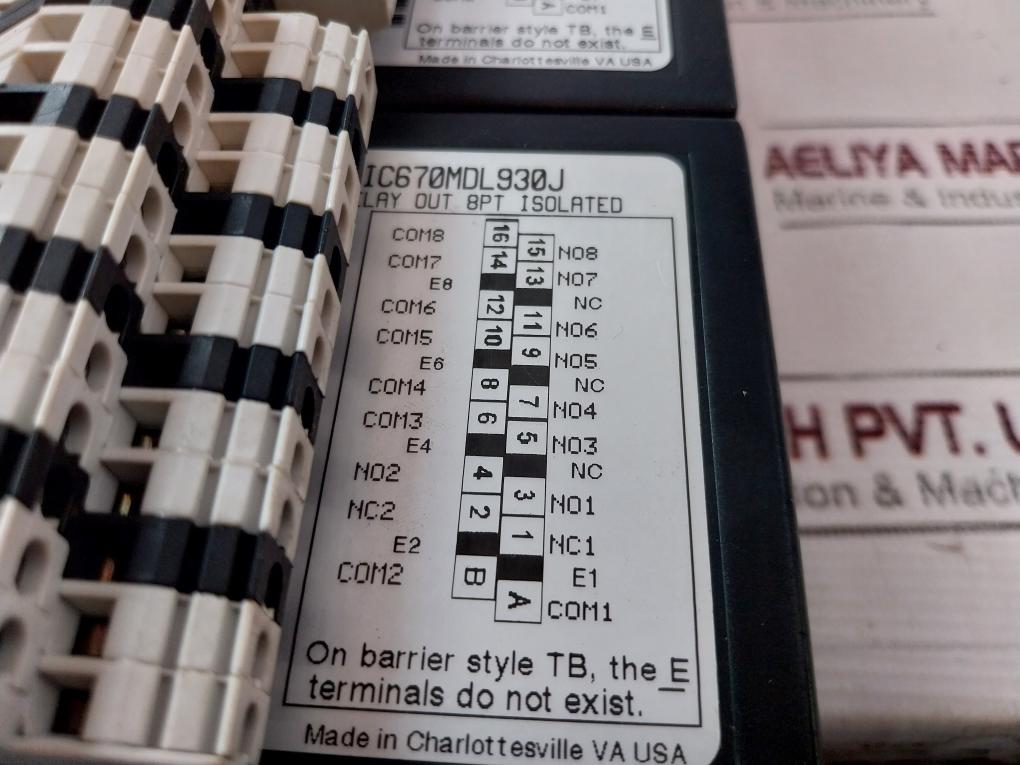 COM1
On barrier style TB, the E
terminals do not exist.
Made in Charlottesville VA USA
AELIYA MAR
Marine & Indus
H PVT.
on & Mach
IC670MDL930J
LAY OUT 8PT ISOLATED
COM8 16 15 NO8
COM7 14 13 NO7
E8 NC
COM6 12 11 NO6
COM5 10 9 NO5
E6 NC
COM4 8 7 NO4
COM3 6 5 NO3
E4 NC
NO2 4 3 NO1
NC2 2 1 NC1
E2 E1
COM2 B A COM1
On barrier style TB, the E
terminals do not exist.
Made in Charlottesville VA USA